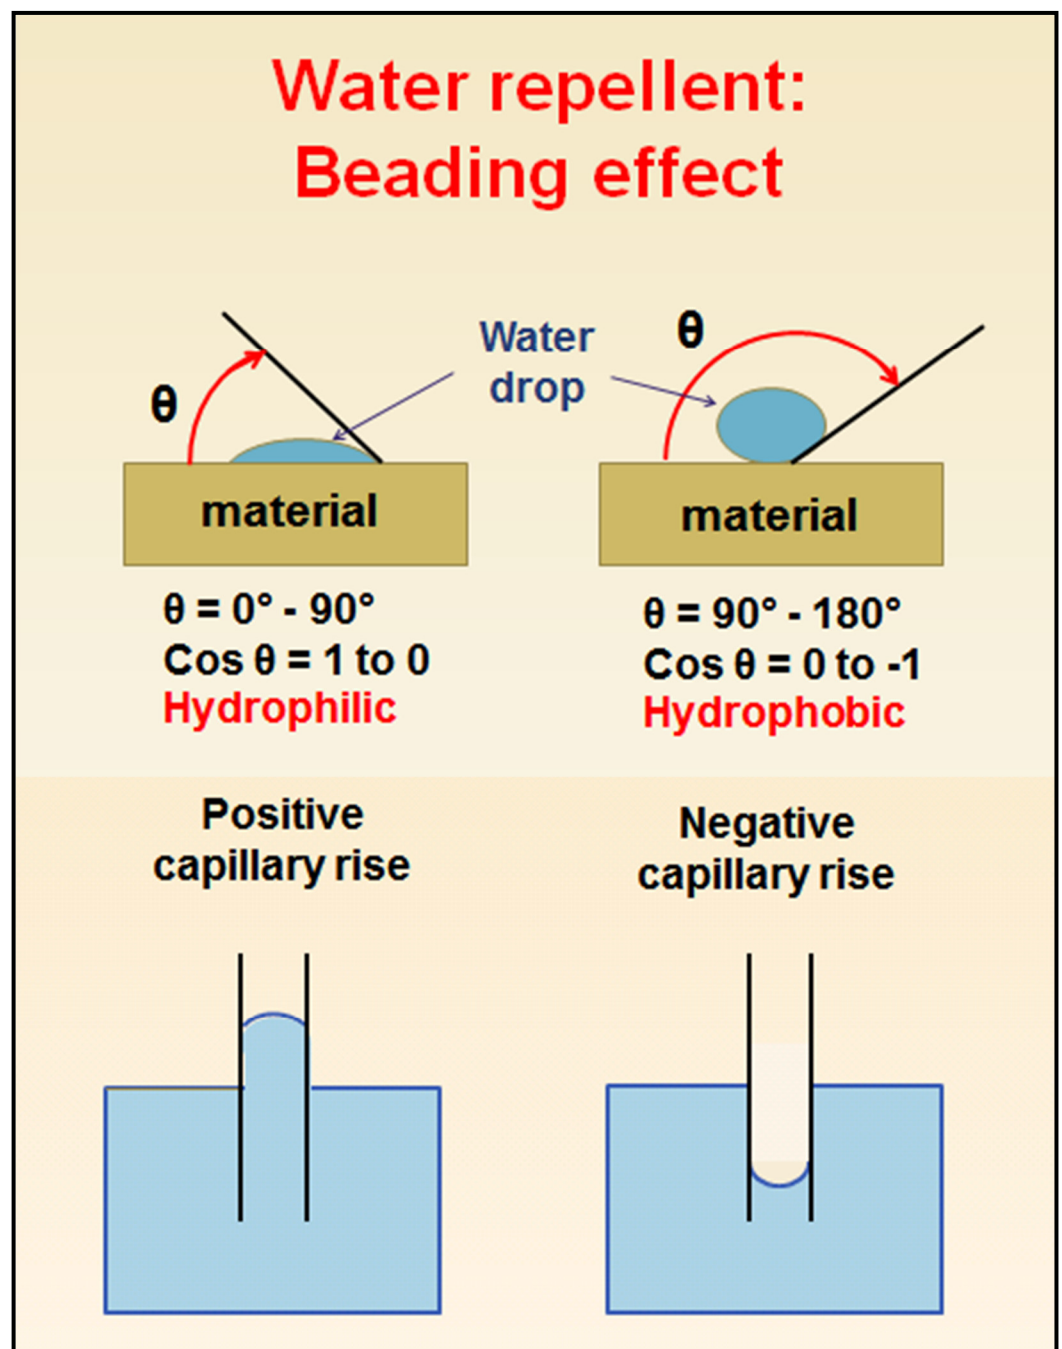 Water repellent:
Beading effect
θ
Water
drop
θ
material
material
θ = 0° - 90°
Cos θ = 1 to 0
Hydrophilic
θ = 90° - 180°
Cos θ = 0 to -1
Hydrophobic
Positive
capillary rise
Negative
capillary rise